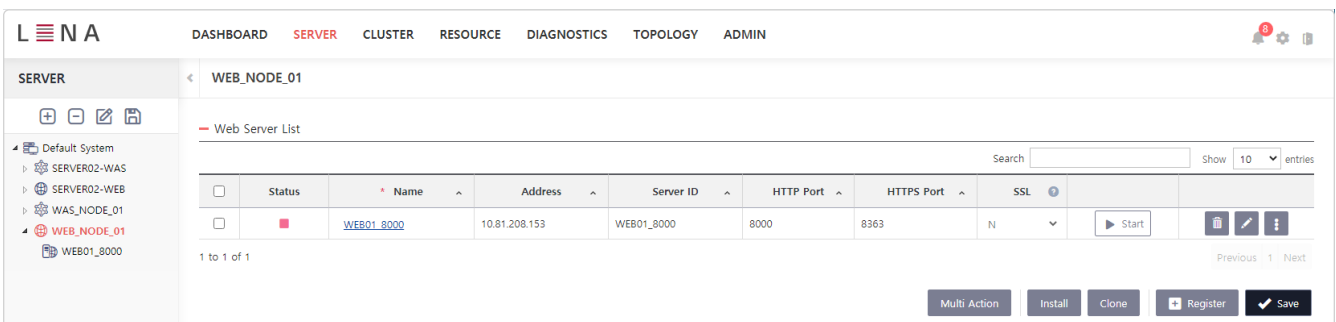 LENA
DASHBOARD SERVER CLUSTER RESOURCE DIAGNOSTICS TOPOLOGY ADMIN
8
SERVER
WEB_NODE_01
Default System
SERVER02-WAS
SERVER02-WEB
WAS_NODE_01
WEB_NODE_01
WEB01_8000
Web Server List
Search Show 10 entries
Status * Name Address Server ID HTTP Port HTTPS Port SSL ?
WEB01_8000 10.81.208.153 WEB01_8000 8000 8363 N Start
1 to 1 of 1
Previous 1 Next
Multi Action Install Clone Register Save